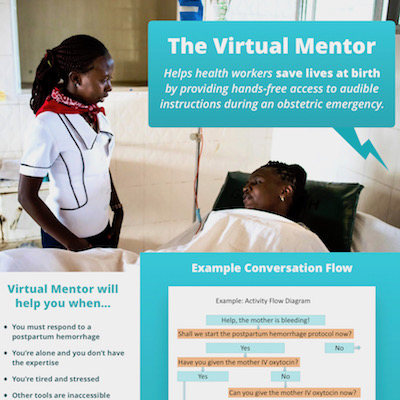 The Virtual Mentor
Helps health workers save lives at birth
by providing hands-free access to audible
instructions during an obstetric emergency.
Virtual Mentor will
help you when...
• You must respond to a
postpartum hemorrhage
• You're alone and you don't have
the expertise
• You're tired and stressed
• Other tools are inaccessible
Example Conversation Flow
Example: Activity Flow Diagram
Help, the mother is bleeding!
Shall we start the postpartum hemorrhage protocol now?
Yes No
Have you given the mother IV oxytocin?
Yes No
Can you give the mother IV oxytocin now?